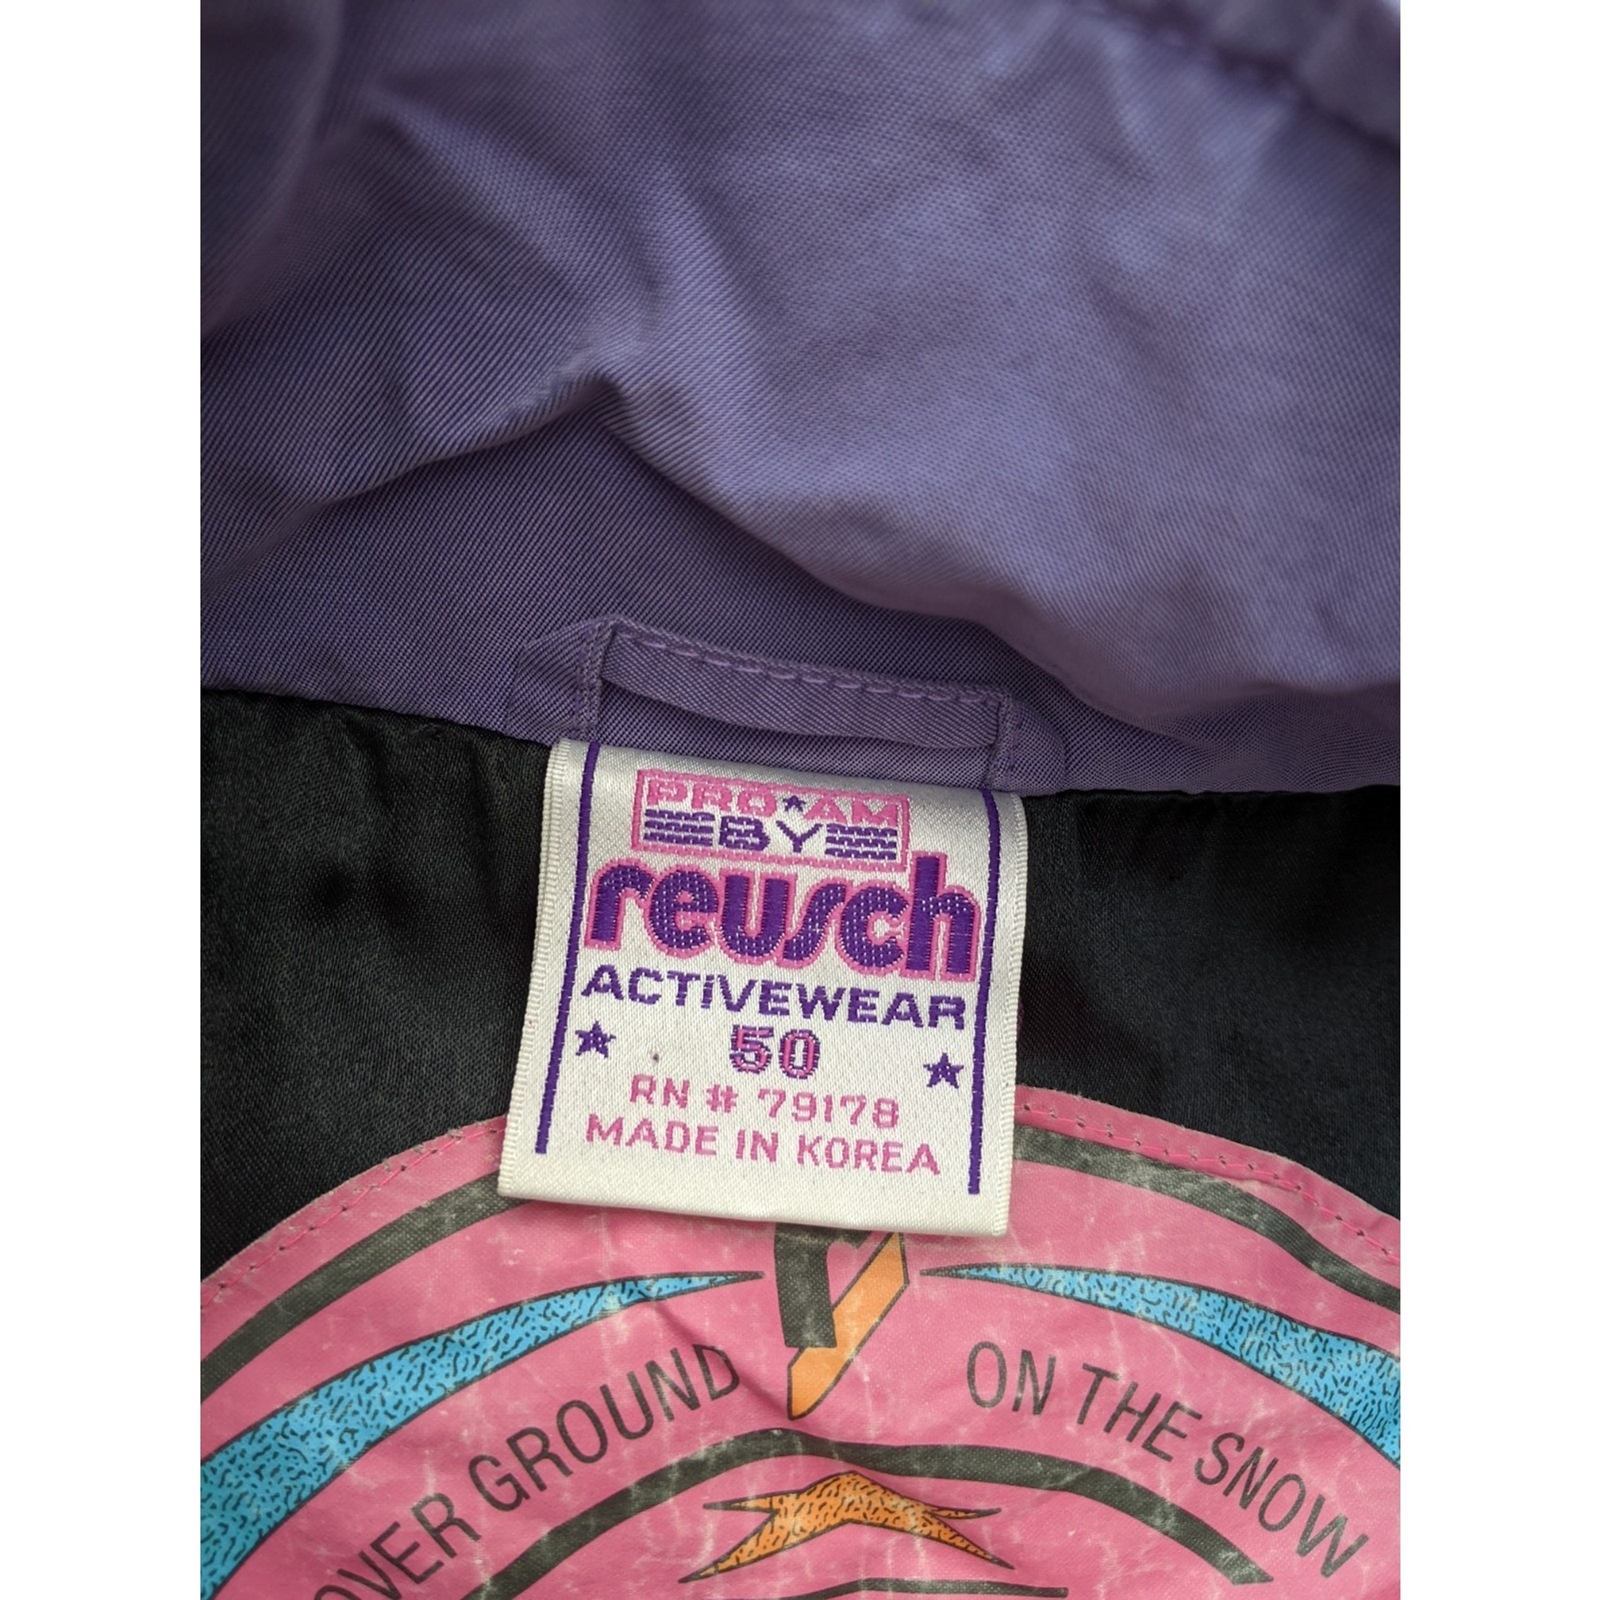 PRO★AM
BY
reusch
ACTiVEWEAR
50
RN # 79178
MADE IN KOREA
OVER GROUND
ON THE SNOW